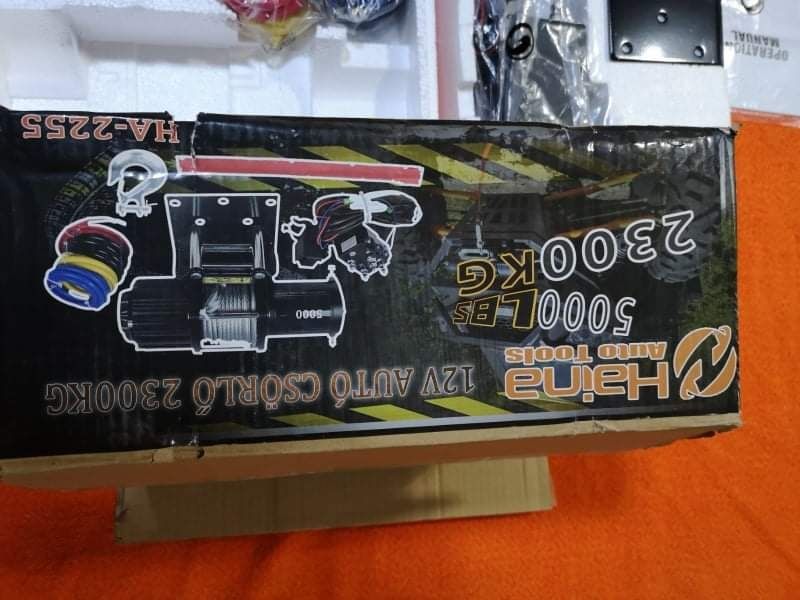 Haina
Auto Tools
5000LBS
2300KG
12V AUTÓ CSÖRLŐ 2300KG
5000
HA-2255
OPERATION
MANUAL